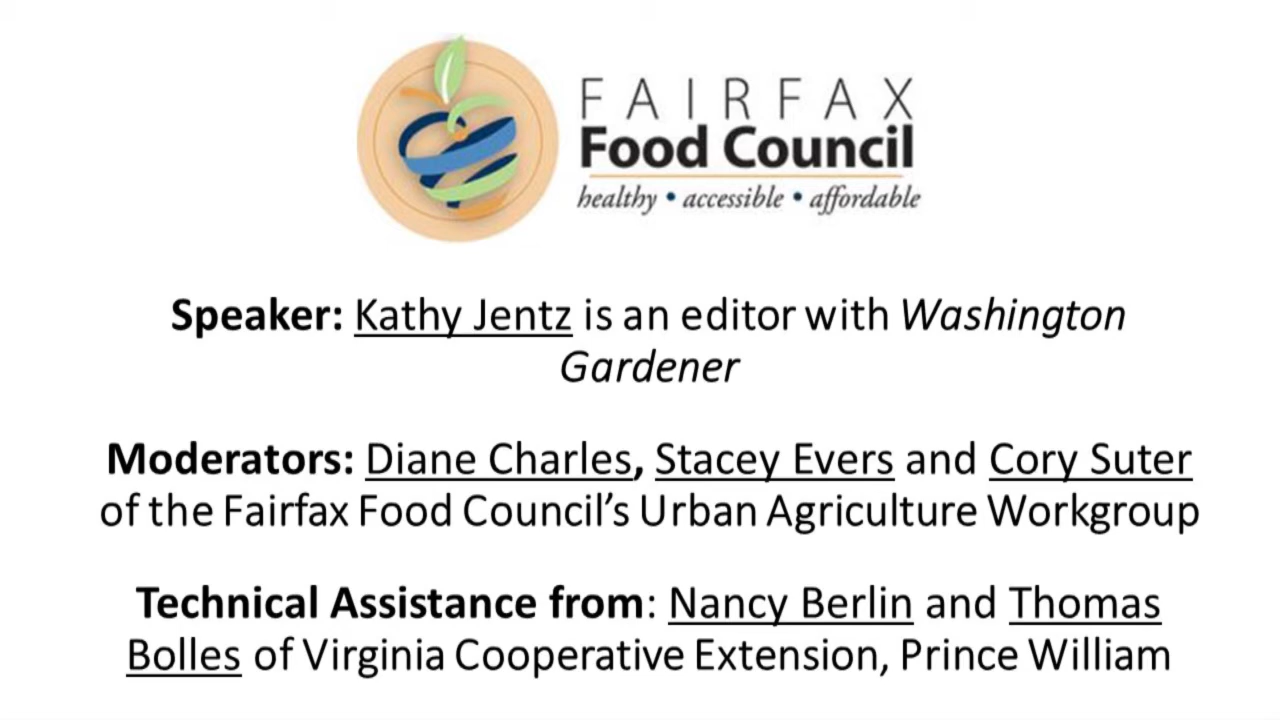 FAIRFAX
Food Council
healthy • accessible • affordable
Speaker: Kathy Jentz is an editor with Washington
Gardener
Moderators: Diane Charles, Stacey Evers and Cory Suter
of the Fairfax Food Council’s Urban Agriculture Workgroup
Technical Assistance from: Nancy Berlin and Thomas
Bolles of Virginia Cooperative Extension, Prince William